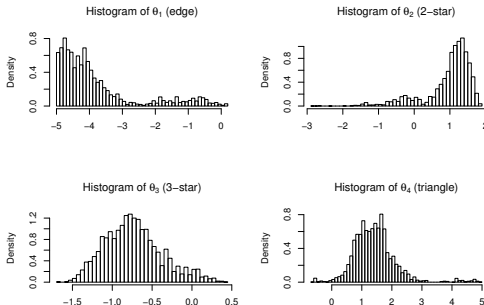 Histogram of θ₁ (edge)
Density
0.0 0.4 0.8
−5 −4 −3 −2 −1 0
Histogram of θ₂ (2−star)
Density
0.0 0.4 0.8
−3 −2 −1 0 1 2
Histogram of θ₃ (3−star)
Density
0.0 0.4 0.8 1.2
−1.5 −1.0 −0.5 0.0 0.5
Histogram of θ₄ (triangle)
Density
0.0 0.4 0.8
0 1 2 3 4 5